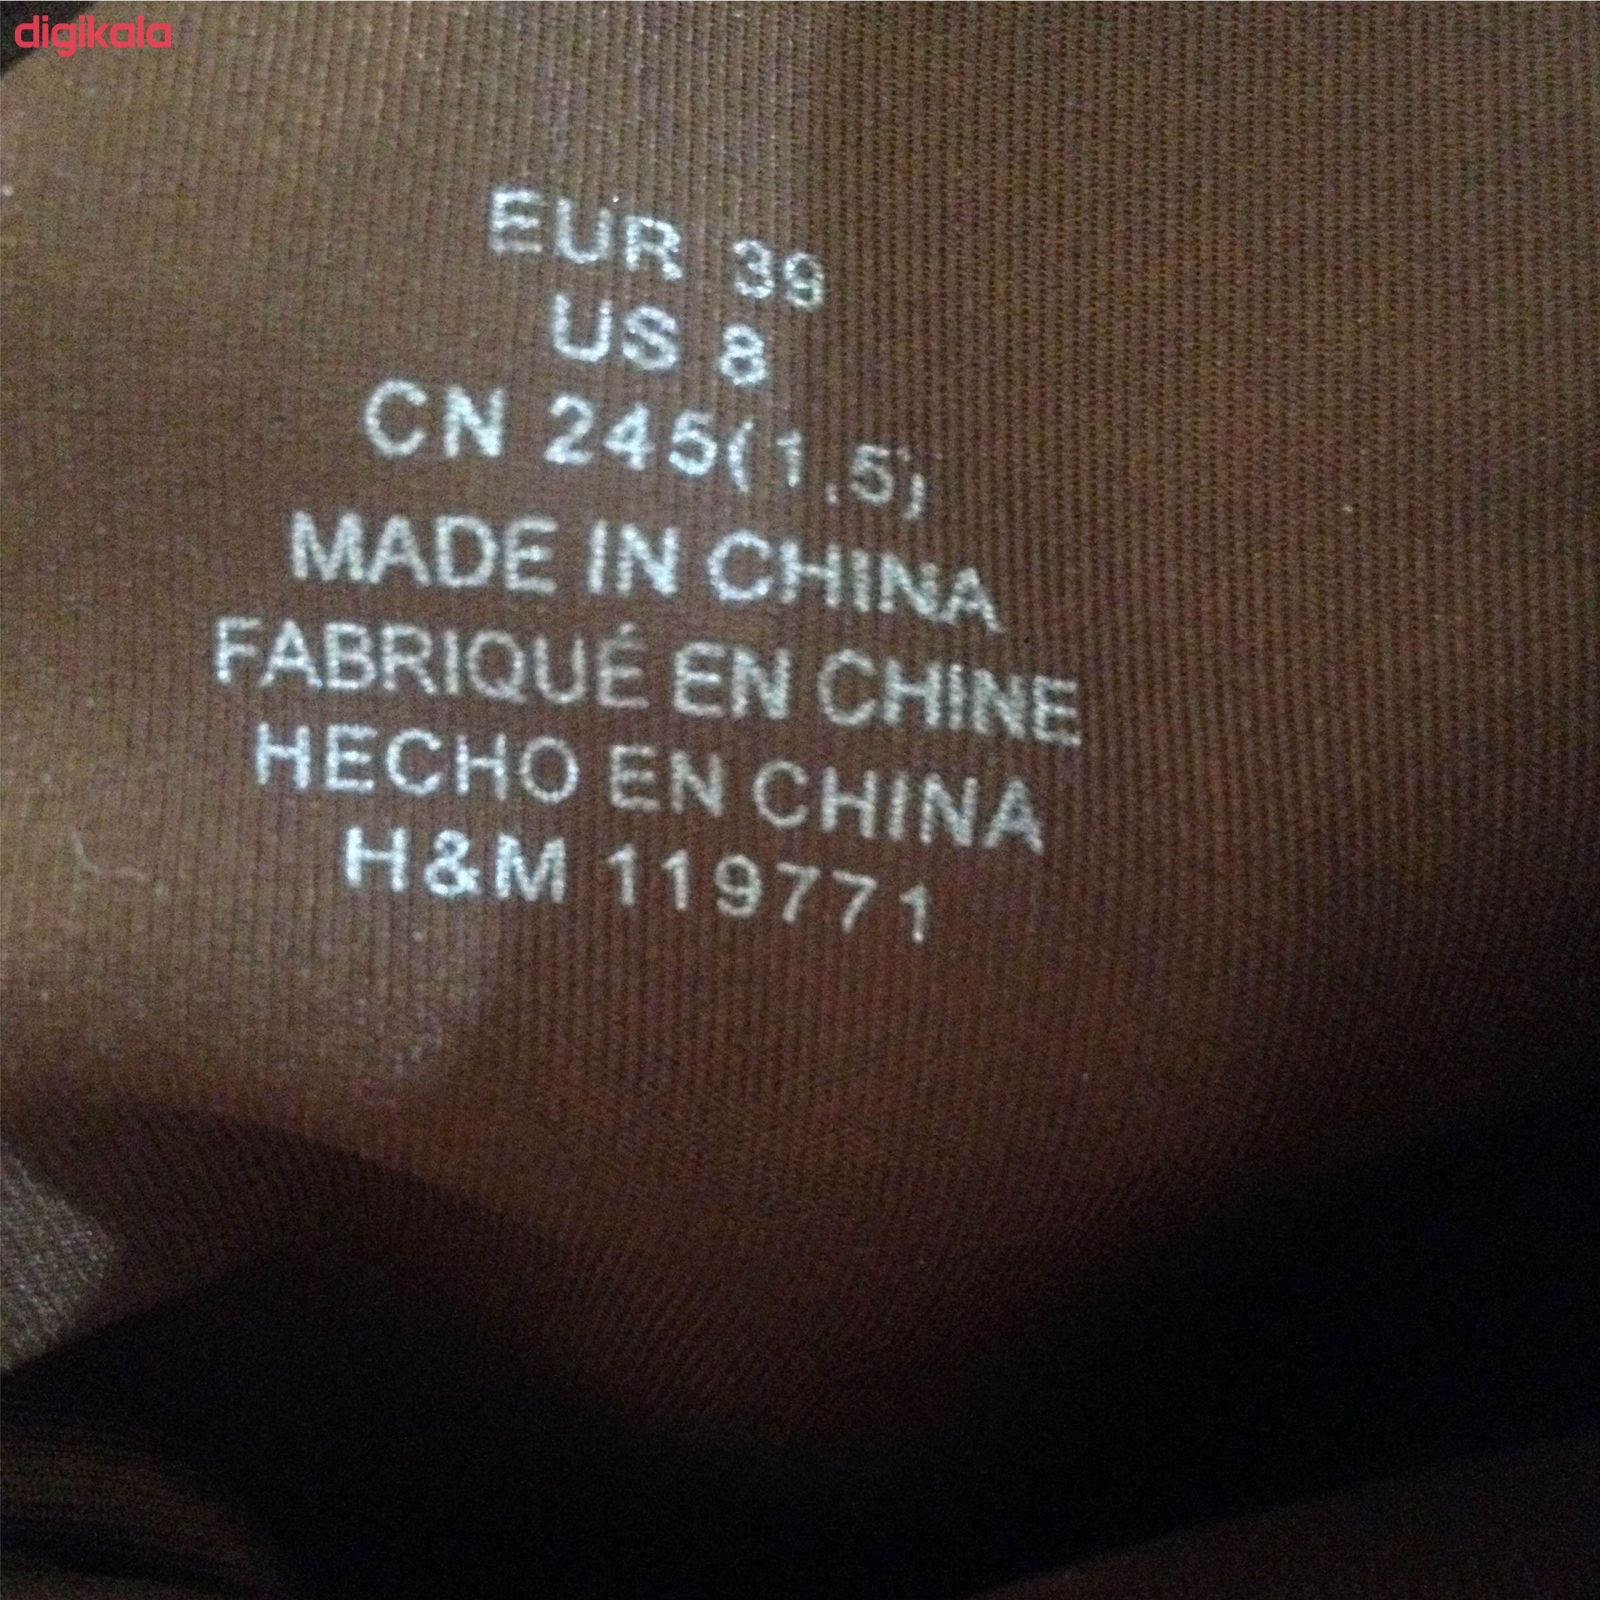 digikala
EUR 39
US 8
CN 245(1.5)
MADE IN CHINA
FABRIQUÉ EN CHINE
HECHO EN CHINA
H&M 119771